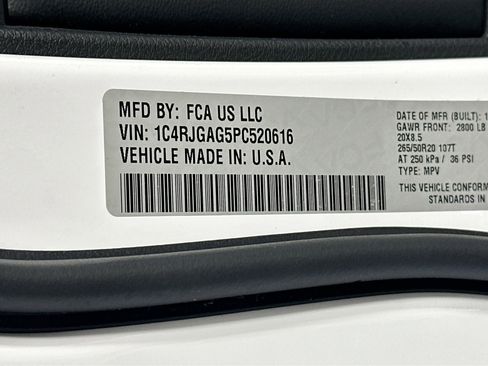 MFD BY: FCA US LLC
VIN: 1C4RJGAG5PC520616
VEHICLE MADE IN: U.S.A.
DATE OF MFR (BUILT): 1
GAWR FRONT: 2800 LB
20X8.5
265/50R20 107T
AT 250 kPa / 36 PSI
TYPE: MPV
THIS VEHICLE CONFORM
STANDARDS IN